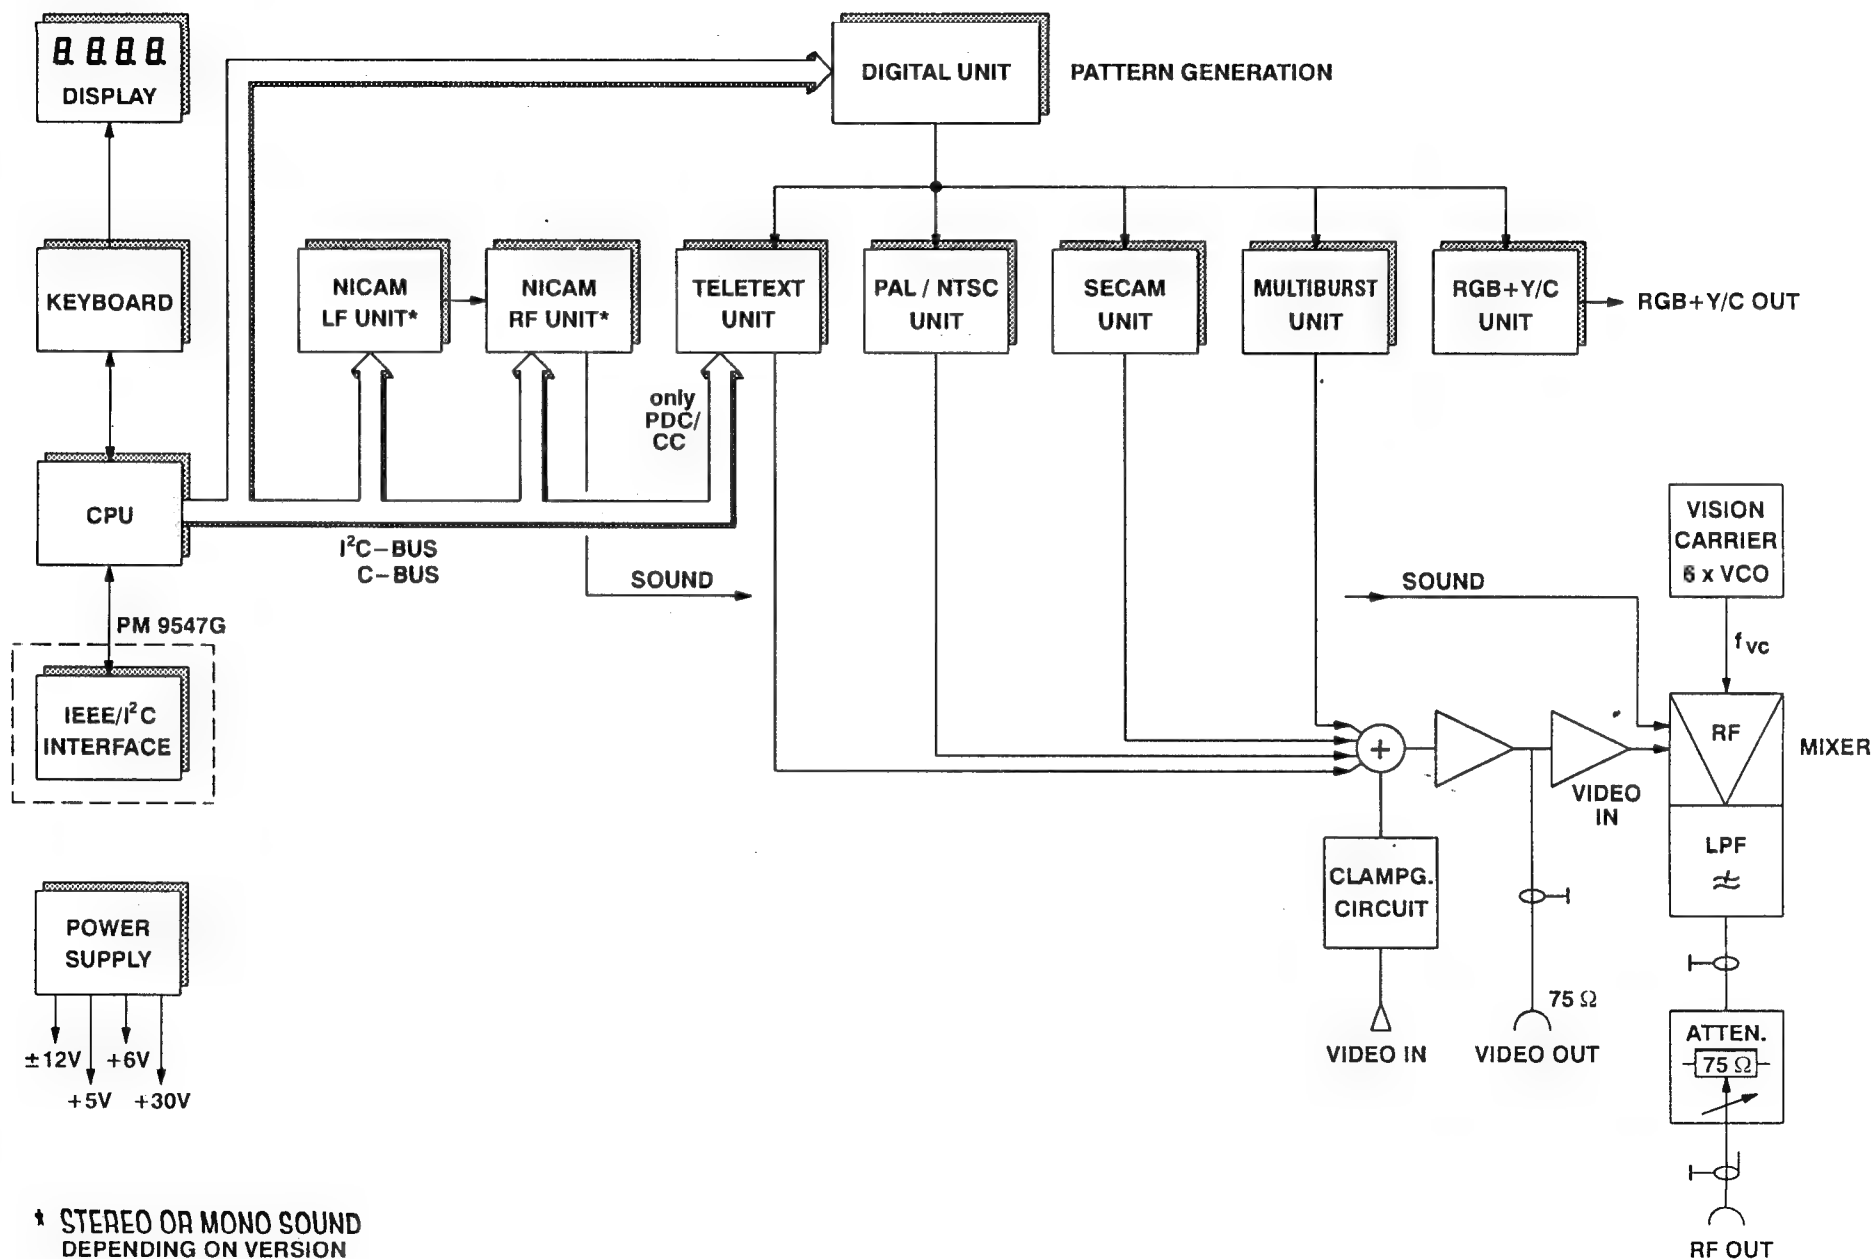 8.8.8.8.
DISPLAY
DIGITAL UNIT
PATTERN GENERATION
KEYBOARD
NICAM
LF UNIT*
NICAM
RF UNIT*
TELETEXT
UNIT
PAL / NTSC
UNIT
SECAM
UNIT
MULTIBURST
UNIT
RGB+Y/C
UNIT
RGB+Y/C OUT
only
PDC/
CC
CPU
I²C–BUS
C–BUS
SOUND
SOUND
VISION
CARRIER
6 x VCO
fVC
PM 9547G
IEEE/I²C
INTERFACE
+
VIDEO
IN
RF
MIXER
LPF
CLAMPG.
CIRCUIT
VIDEO IN
75 Ω
VIDEO OUT
ATTEN.
75 Ω
RF OUT
POWER
SUPPLY
±12V
+6V
+5V
+30V
* STEREO OR MONO SOUND
DEPENDING ON VERSION